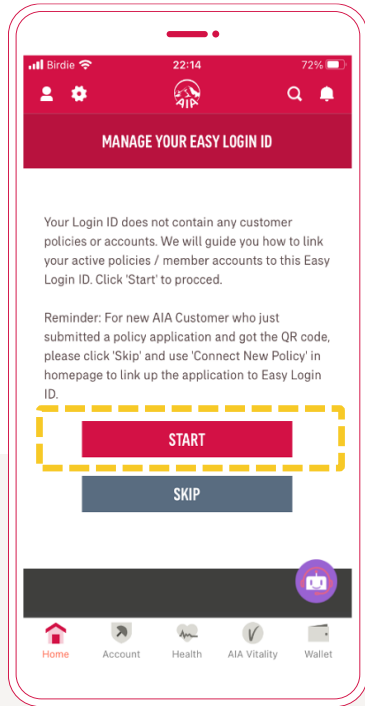 Birdie 22:14 72%
AIA
MANAGE YOUR EASY LOGIN ID
Your Login ID does not contain any customer
policies or accounts. We will guide you how to link
your active policies / member accounts to this Easy
Login ID. Click 'Start' to procced.
Reminder: For new AIA Customer who just
submitted a policy application and got the QR code,
please click 'Skip' and use 'Connect New Policy' in
homepage to link up the application to Easy Login
ID.
START
SKIP
Home Account Health AIA Vitality Wallet